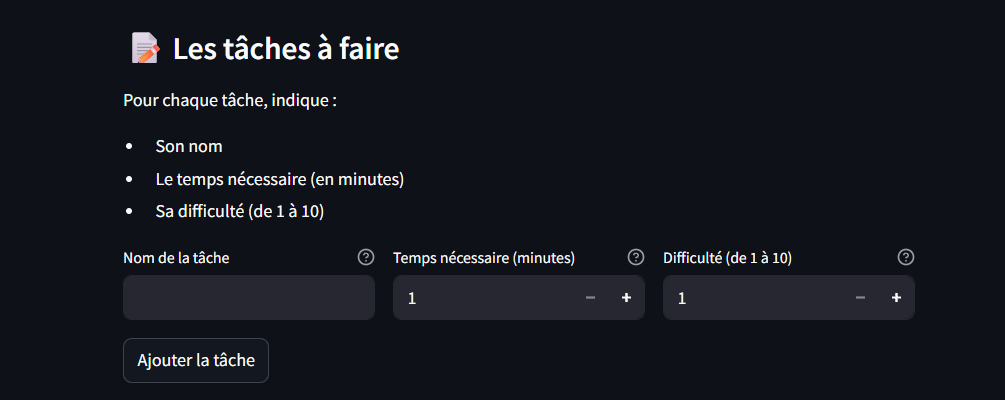 Les tâches à faire
Pour chaque tâche, indique :
• Son nom
• Le temps nécessaire (en minutes)
• Sa difficulté (de 1 à 10)
Nom de la tâche
Temps nécessaire (minutes)
Difficulté (de 1 à 10)
1
1
Ajouter la tâche